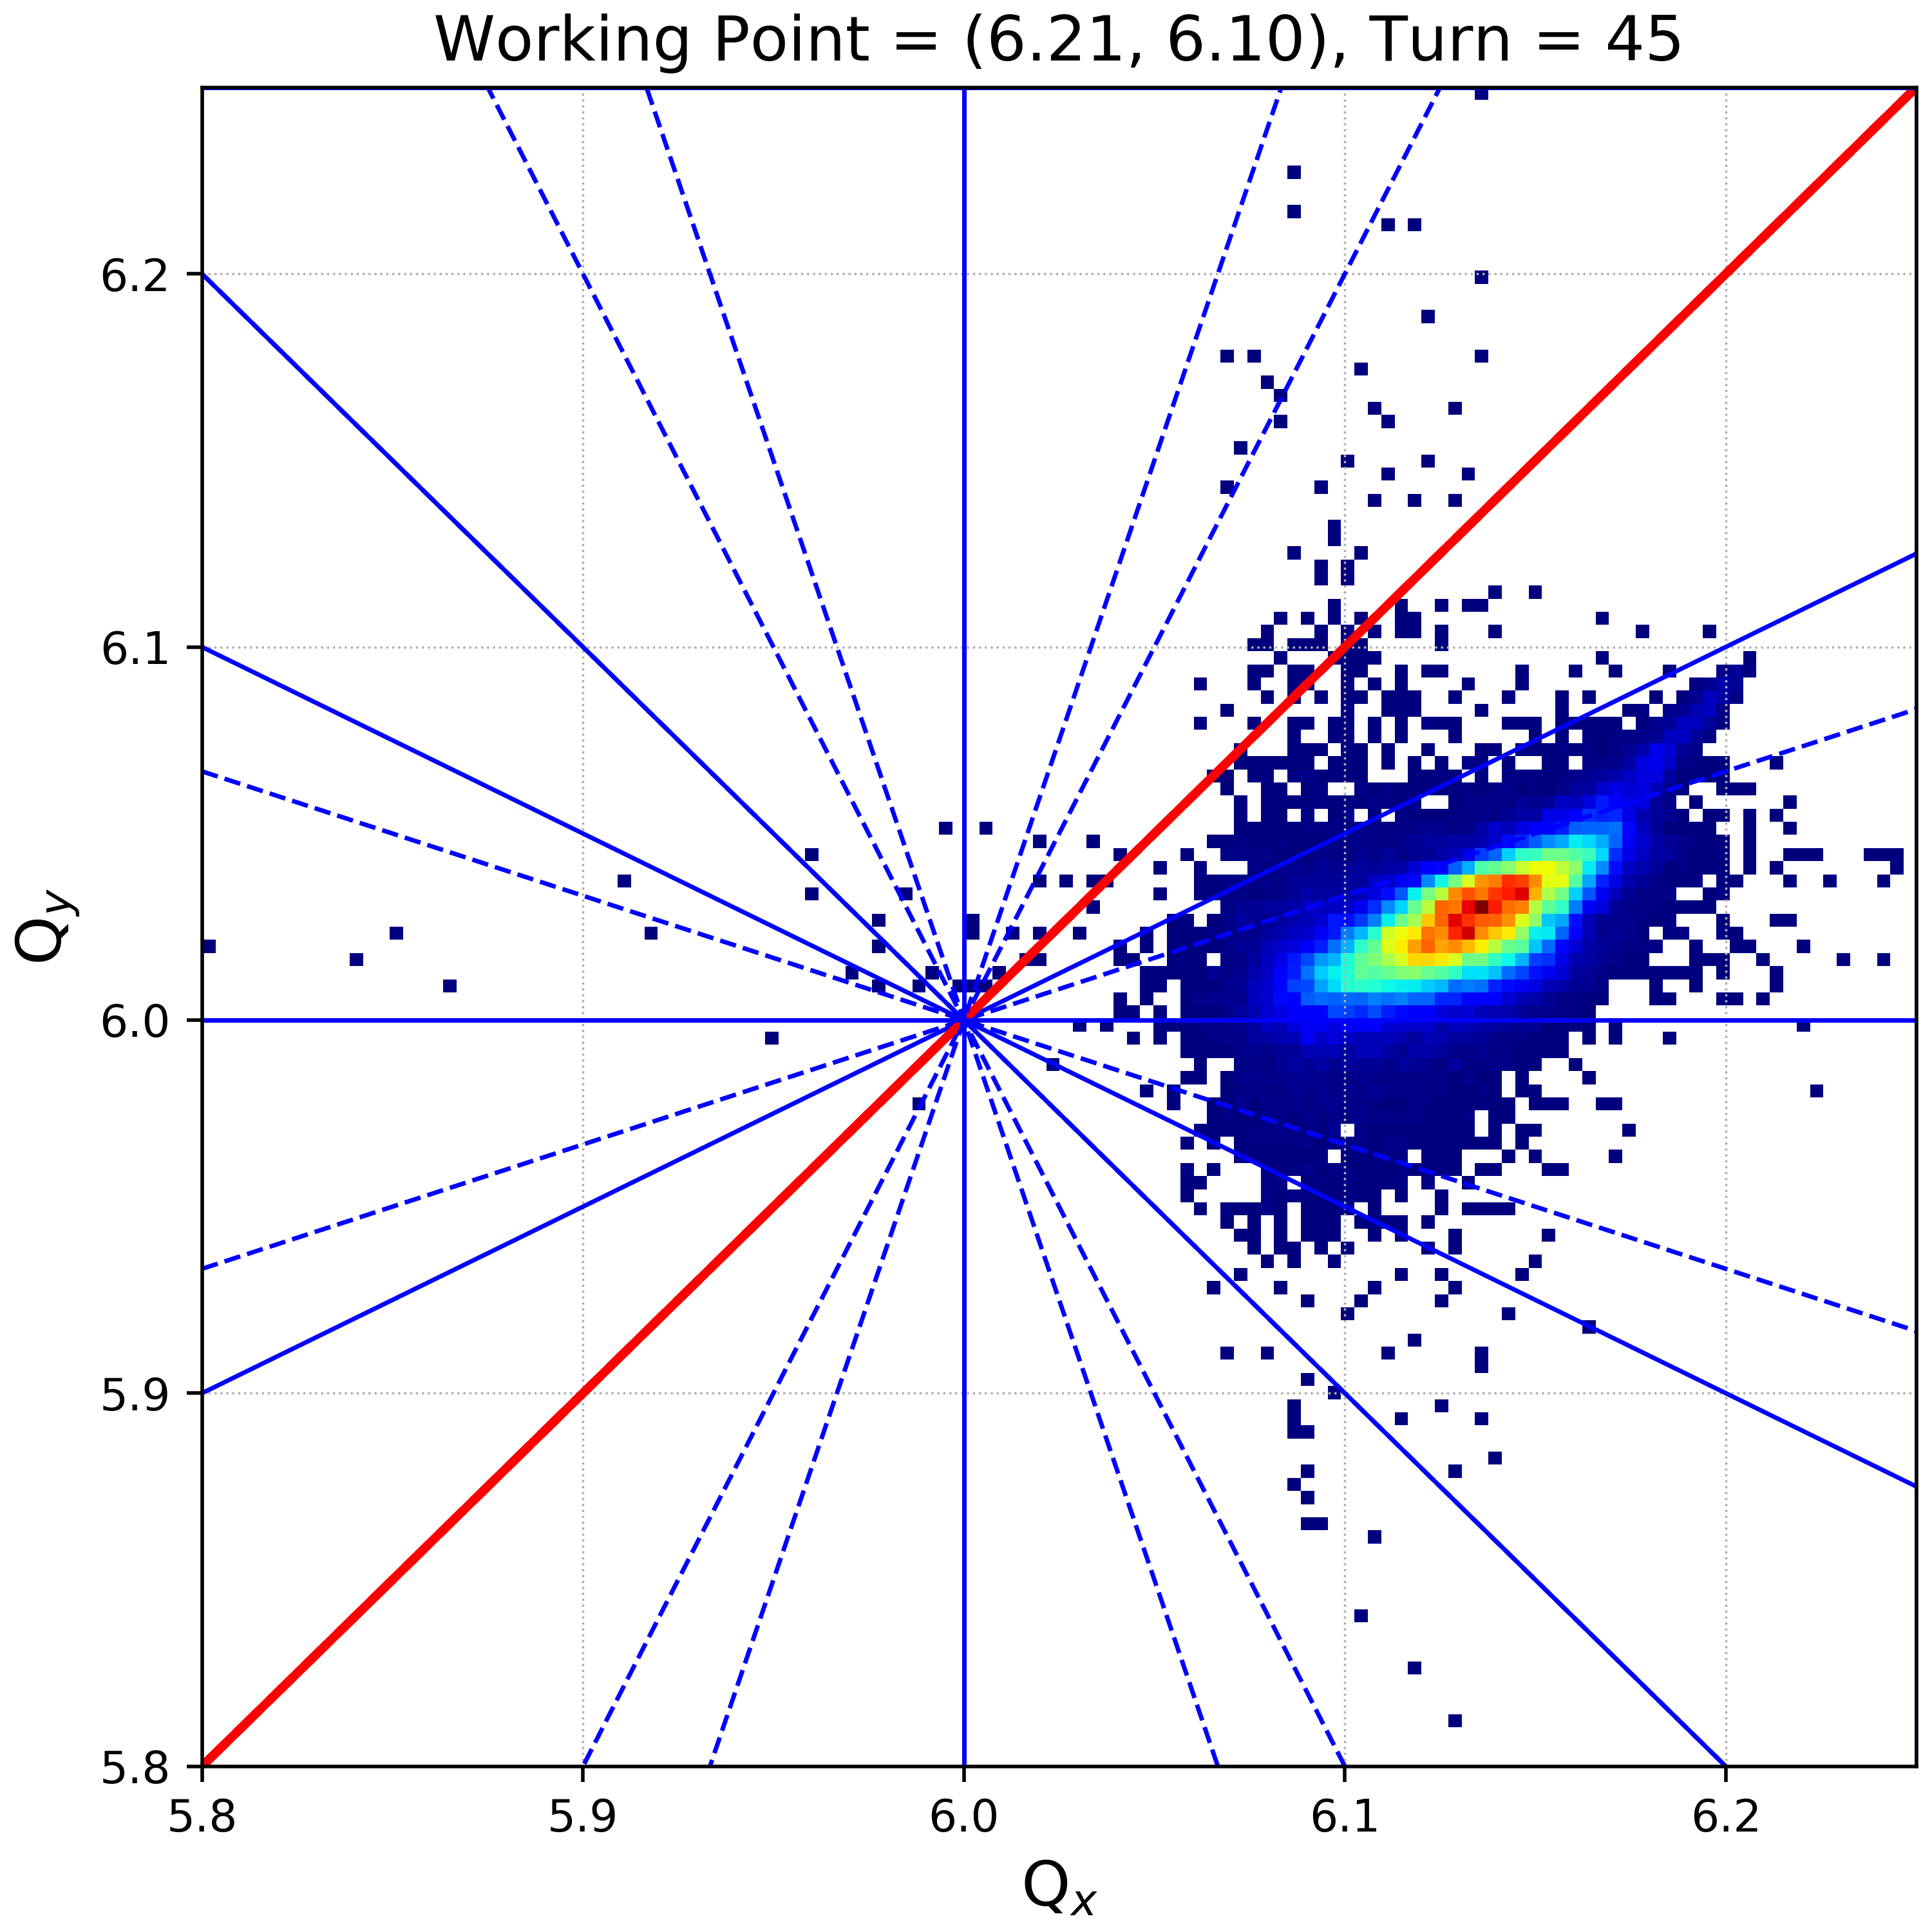 Working Point = (6.21, 6.10), Turn = 45
6.2
6.1
6.0
5.9
5.8
Qy
5.8 5.9 6.0 6.1 6.2
Qx